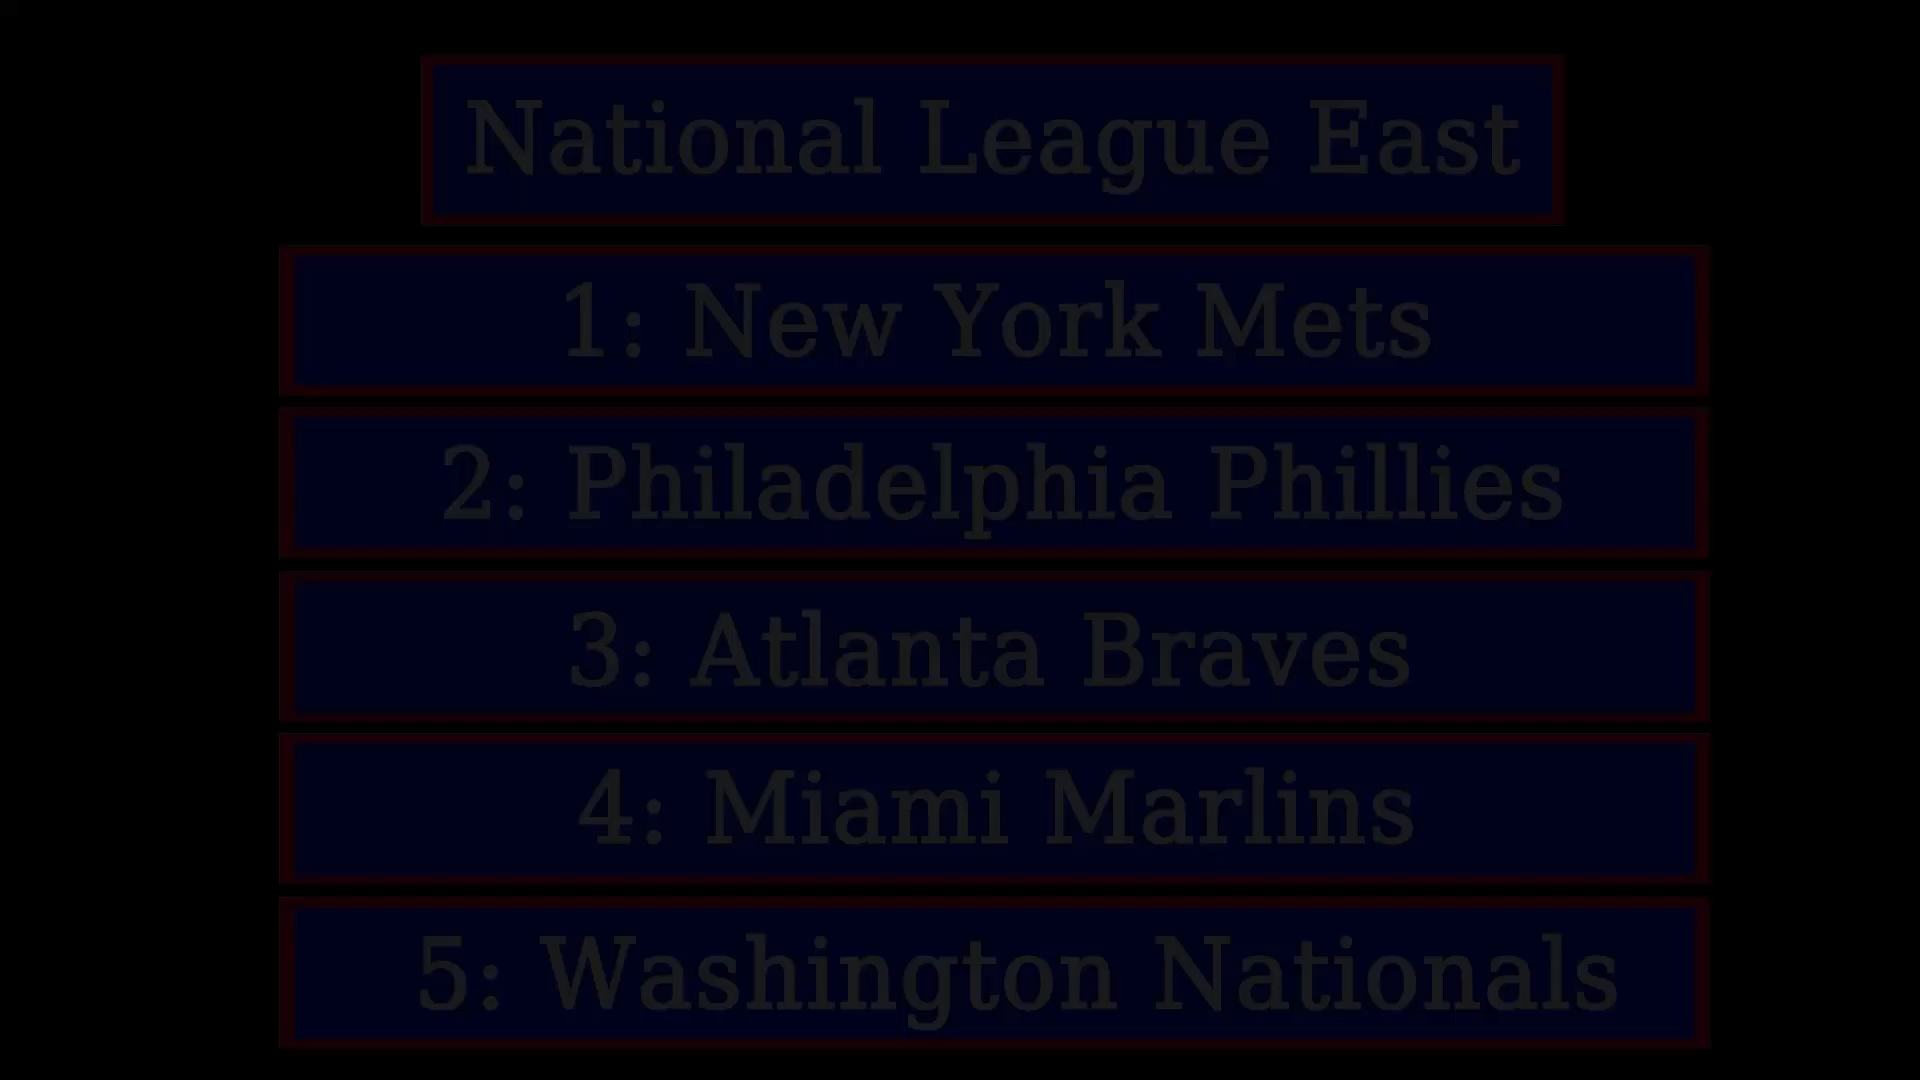 National League East
1: New York Mets
2: Philadelphia Phillies
3: Atlanta Braves
4: Miami Marlins
5: Washington Nationals